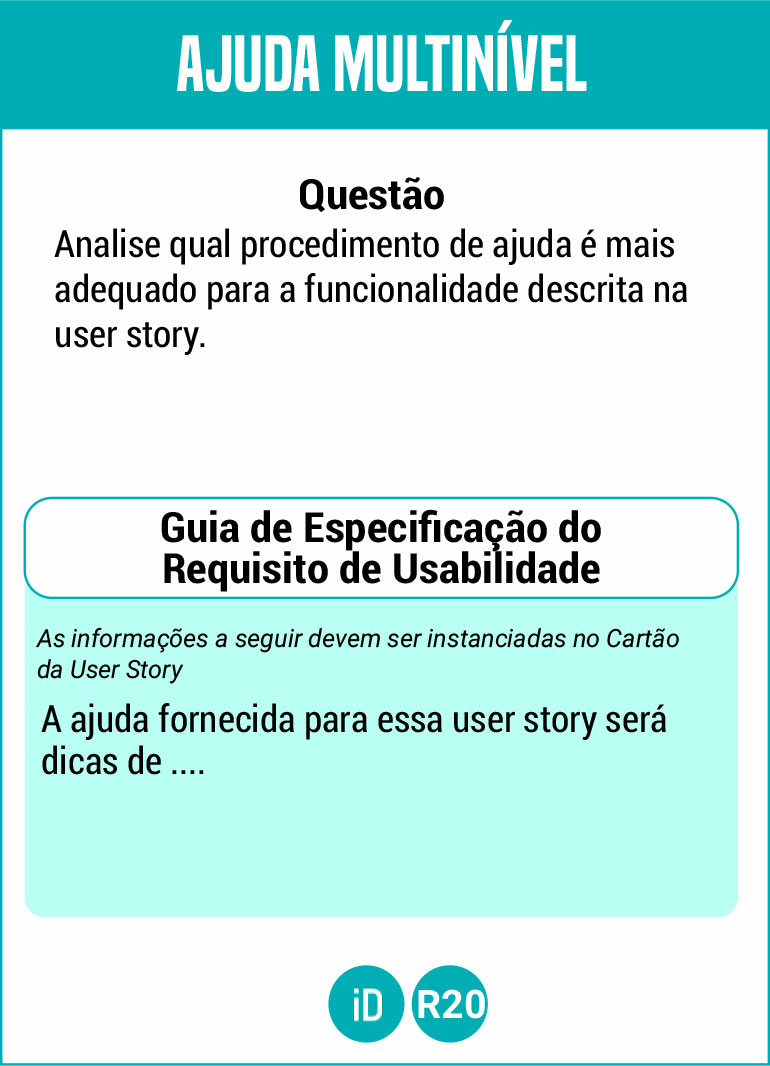 AJUDA MULTINÍVEL
Questão
Analise qual procedimento de ajuda é mais
adequado para a funcionalidade descrita na
user story.
Guia de Especificação do
Requisito de Usabilidade
As informações a seguir devem ser instanciadas no Cartão
da User Story
A ajuda fornecida para essa user story será
dicas de ....
iD R20